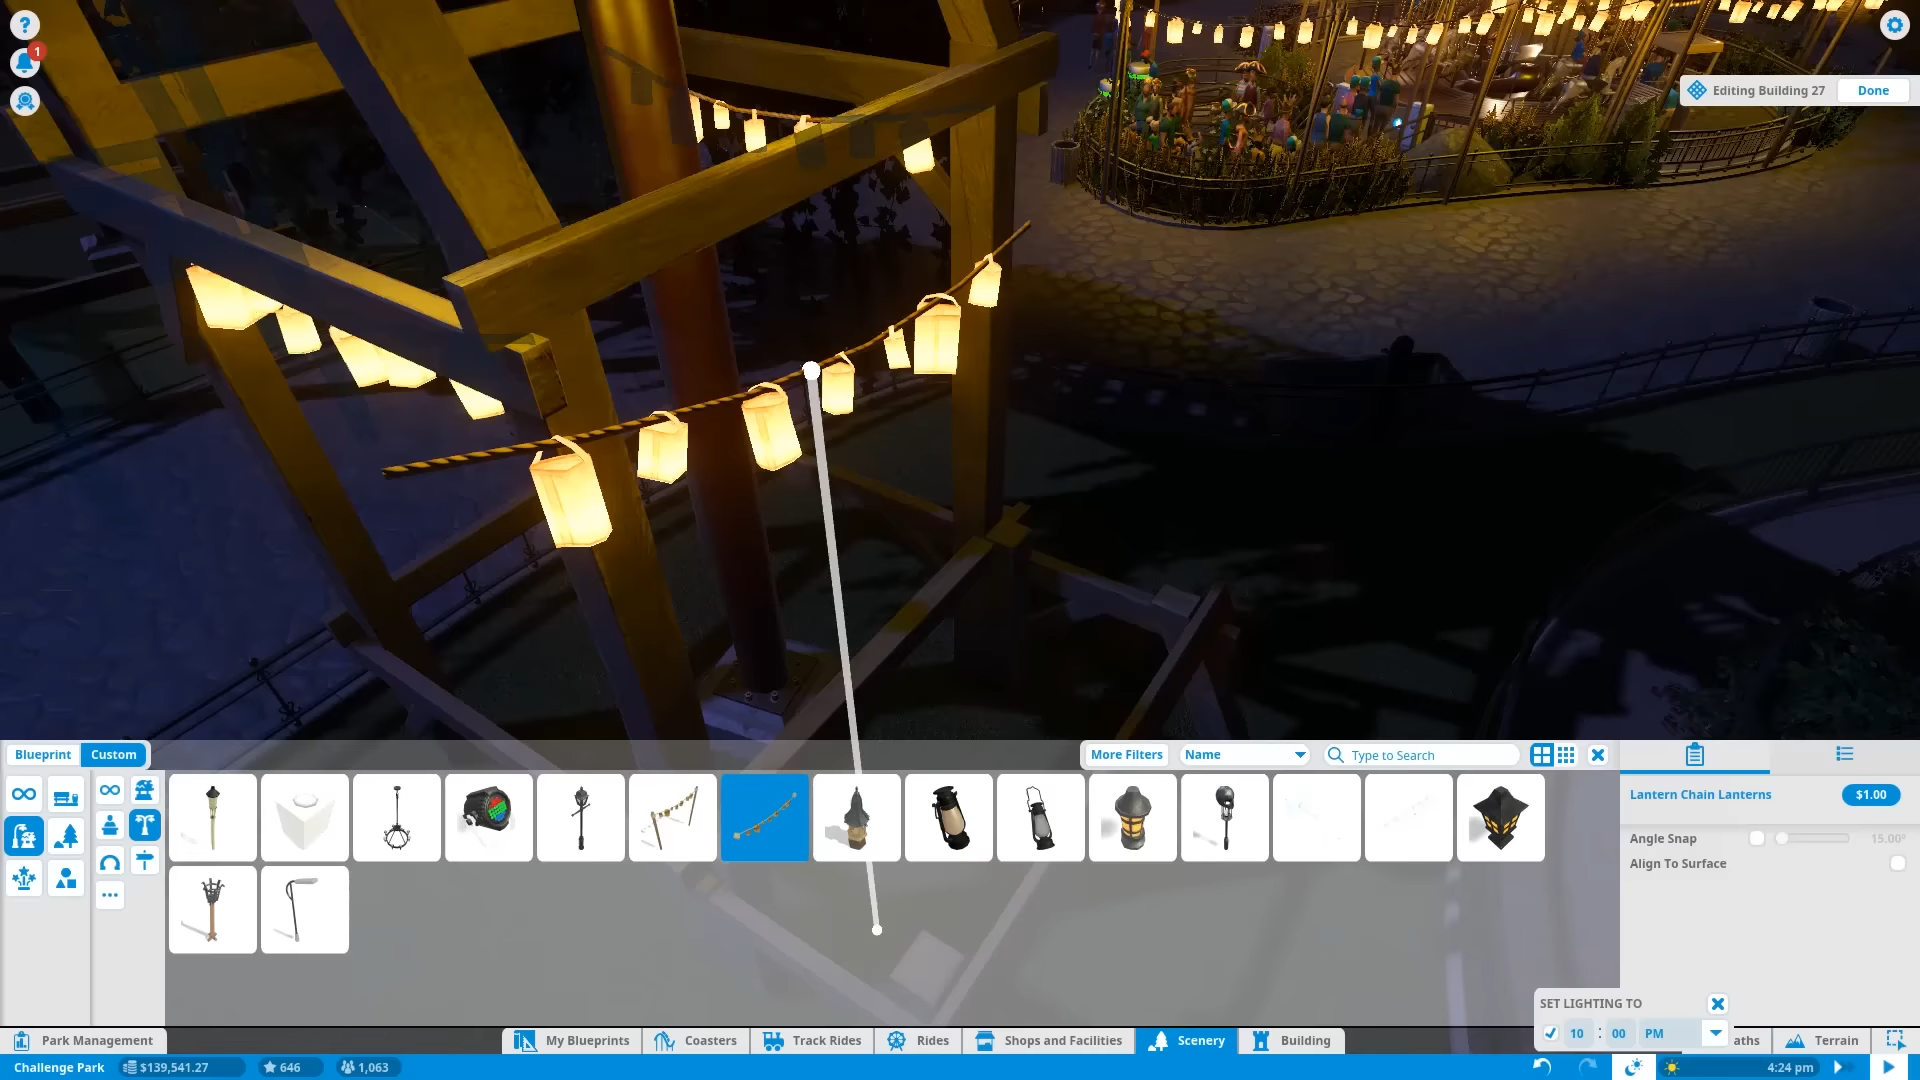 ?
1
Editing Building 27
Done
Blueprint
Custom
More Filters
Name
Type to Search
Lantern Chain Lanterns
$1.00
Angle Snap
15.00°
Align To Surface
SET LIGHTING TO
10 : 00 PM
Park Management
My Blueprints
Coasters
Track Rides
Rides
Shops and Facilities
Scenery
Building
aths
Terrain
Challenge Park
$139,541.27
646
1,063
4:24 pm